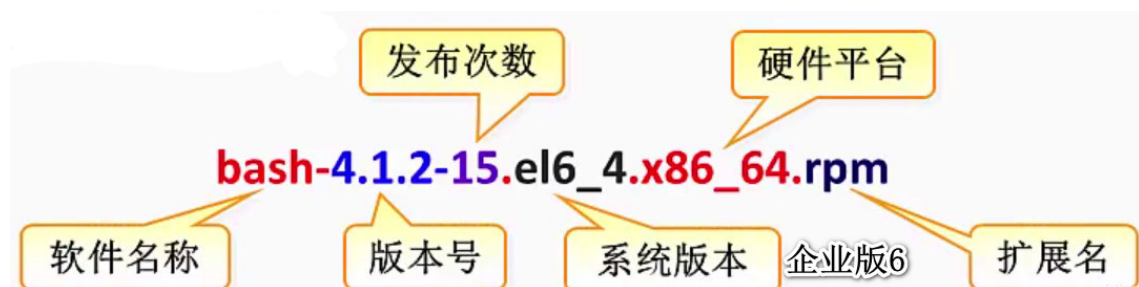 发布次数
硬件平台
bash-4.1.2-15.el6_4.x86_64.rpm
软件名称
版本号
系统版本
企业版6
扩展名